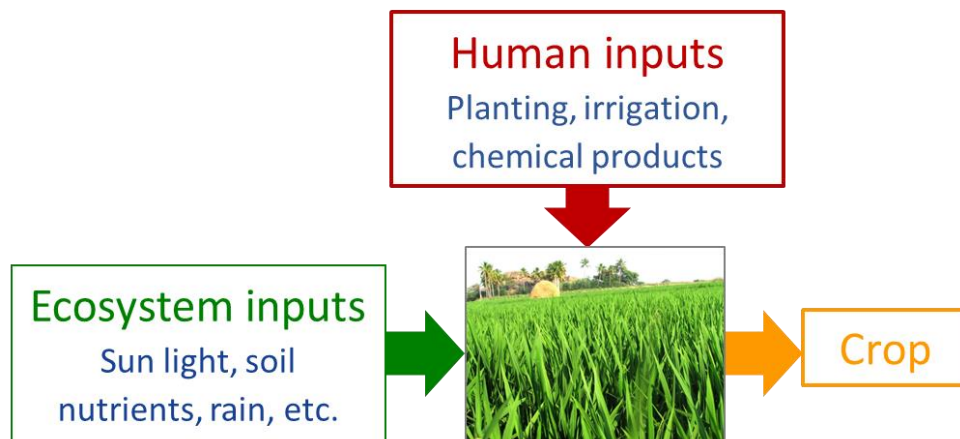 Human inputs
Planting, irrigation,
chemical products
Ecosystem inputs
Sun light, soil
nutrients, rain, etc.
Crop